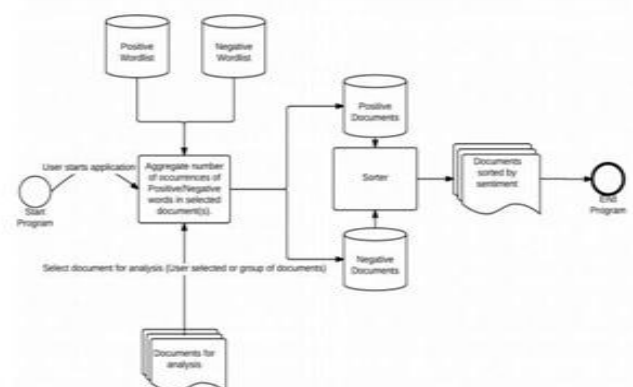 Positive
Wordlist
Negative
Wordlist
Positive
Documents
User starts application
Aggregate number
of occurrences of
Positive/Negative
words in selected
document(s).
Sorter
Documents
sorted by
sentiment
Start
Program
End
Program
Negative
Documents
Select document for analysis (User selected or group of documents)
Documents for
analysis